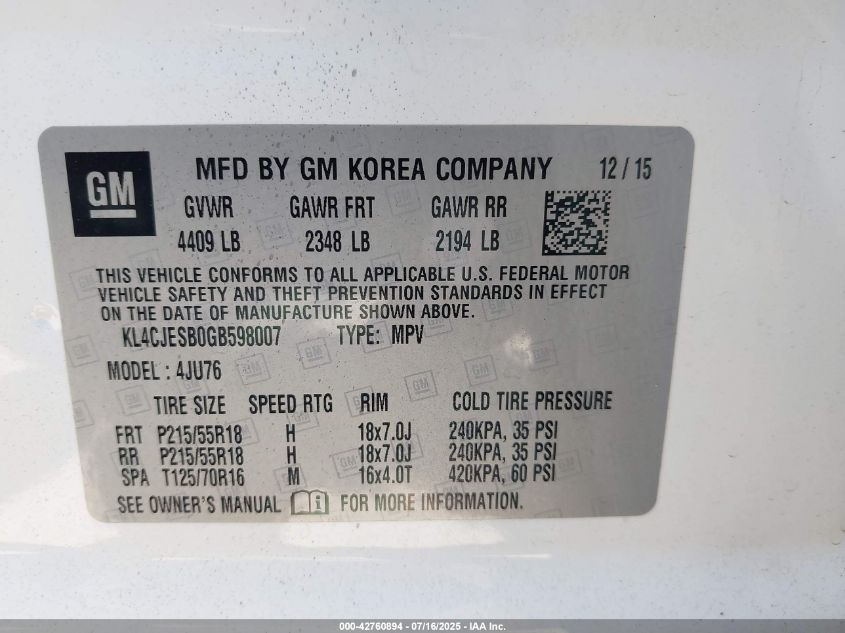 GM
MFD BY GM KOREA COMPANY 12 / 15
GVWR GAWR FRT GAWR RR
4409 LB 2348 LB 2194 LB
THIS VEHICLE CONFORMS TO ALL APPLICABLE U.S. FEDERAL MOTOR
VEHICLE SAFETY AND THEFT PREVENTION STANDARDS IN EFFECT
ON THE DATE OF MANUFACTURE SHOWN ABOVE.
KL4CJESB0GB598007 TYPE: MPV
MODEL : 4JU76
TIRE SIZE SPEED RTG RIM COLD TIRE PRESSURE
FRT P215/55R18 H 18x7.0J 240KPA, 35 PSI
RR P215/55R18 H 18x7.0J 240KPA, 35 PSI
SPA T125/70R16 M 16x4.0T 420KPA, 60 PSI
SEE OWNER'S MANUAL i FOR MORE INFORMATION.
000-42760894 - 07/16/2025 - IAA Inc.